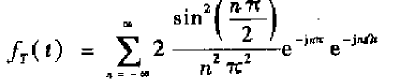 f_T(t) = \sum_{n=-\infty}^{\infty} 2 \frac{\sin^2\left(\frac{n\pi}{2}\right)}{n^2 \pi^2} e^{-jn\pi} e^{-jn\Omega t}